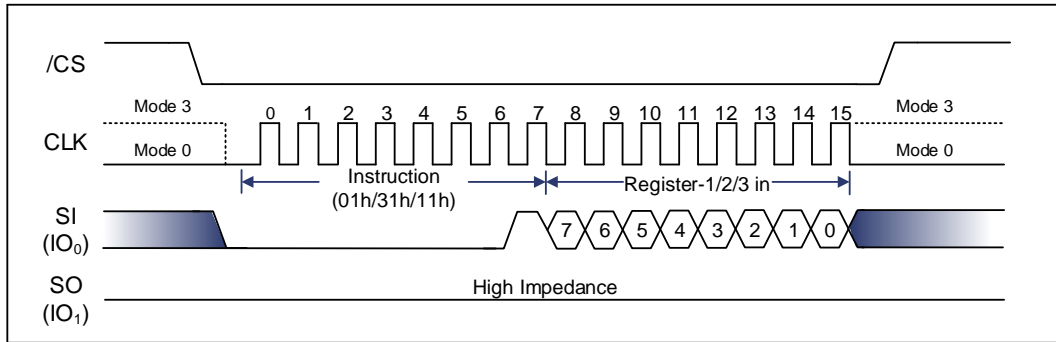 /CS
Mode 3
0 1 2 3 4 5 6 7 8 9 10 11 12 13 14 15
Mode 3
CLK
Mode 0
Mode 0
Instruction
(01h/31h/11h)
Register-1/2/3 in
SI
(IO₀)
7 6 5 4 3 2 1 0
SO
(IO₁)
High Impedance